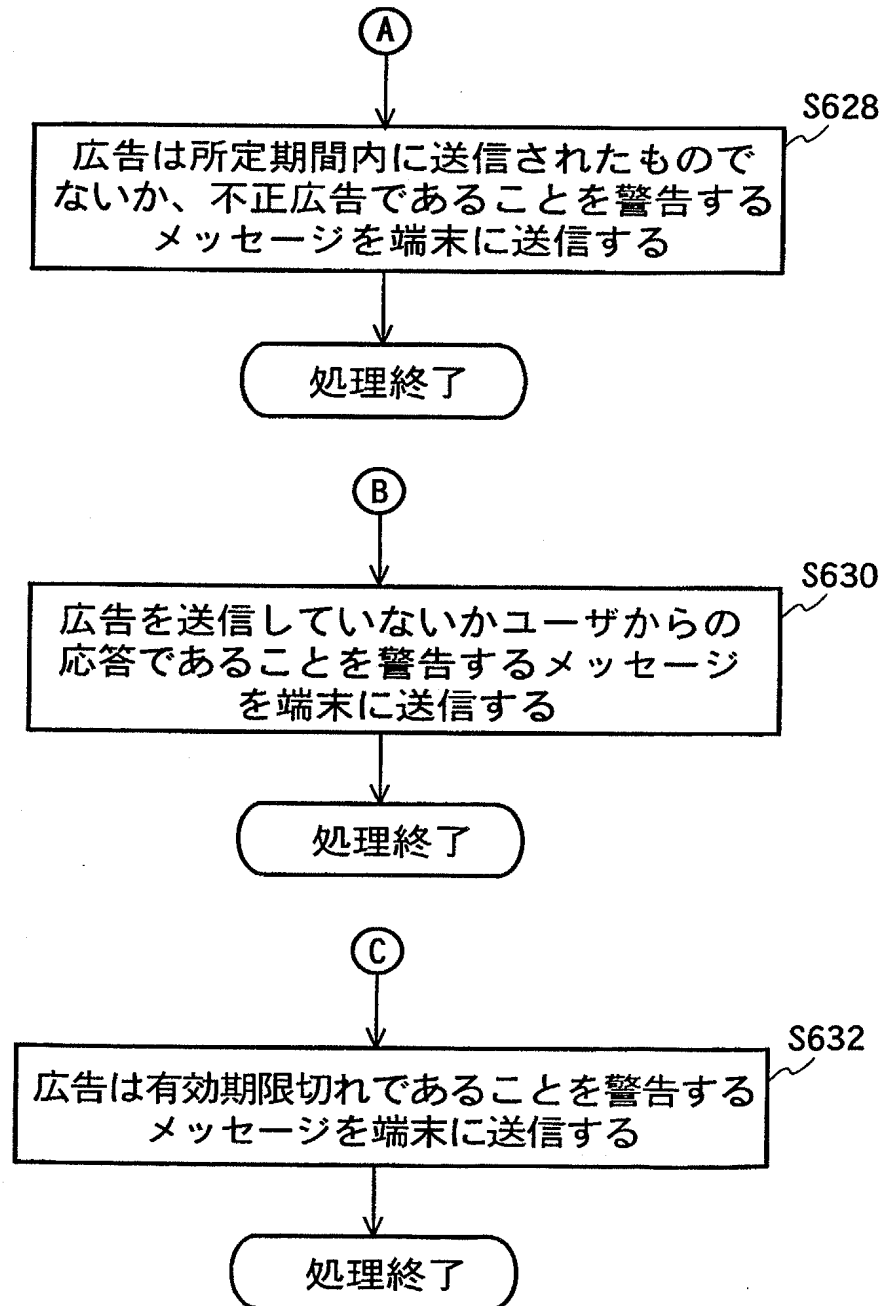 A
S628
広告は所定期間内に送信されたもので
ないか、不正広告であることを警告する
メッセージを端末に送信する
処理終了
B
S630
広告を送信していないかユーザからの
応答であることを警告するメッセージ
を端末に送信する
処理終了
C
S632
広告は有効期限切れであることを警告する
メッセージを端末に送信する
処理終了